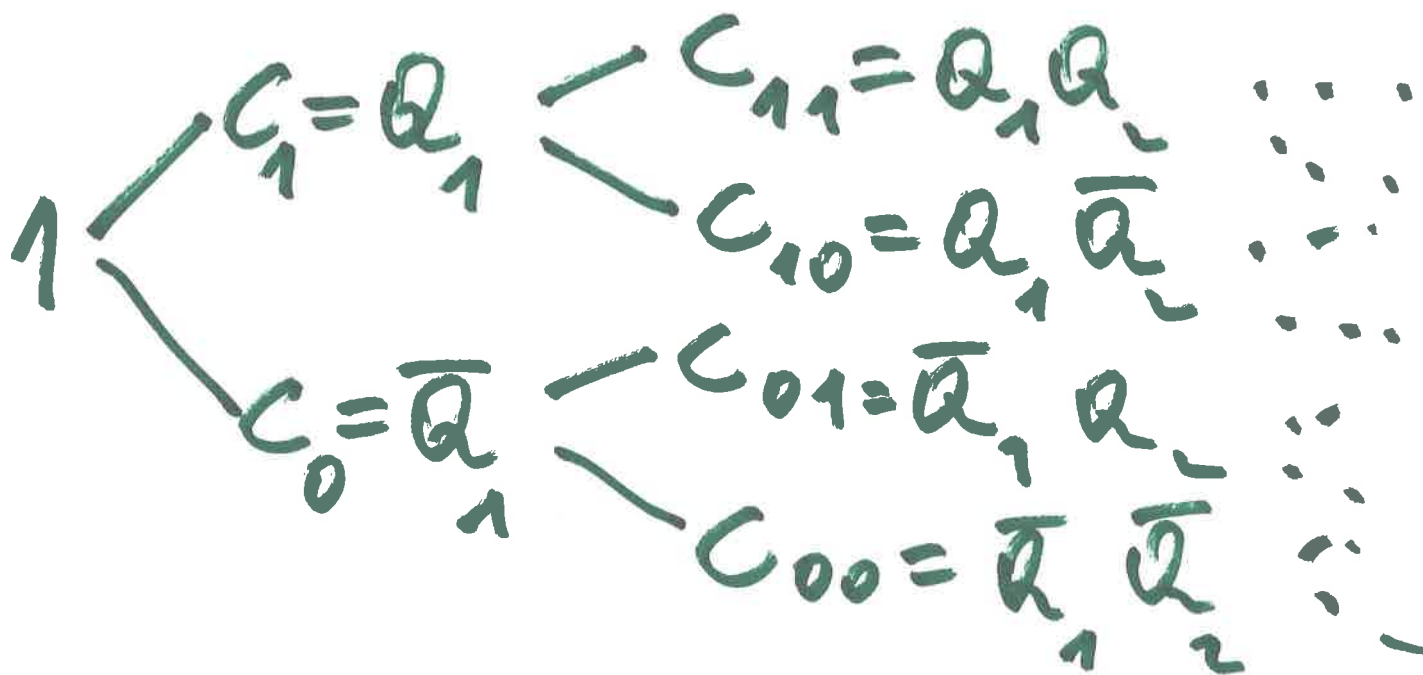 C₁₁ = Q₁Q₂
C₁ = Q₁
C₁₀ = Q₁Q̅₂
1
C₀₁ = Q̅₁Q₂
C₀ = Q̅₁
C₀₀ = Q̅₁Q̅₂